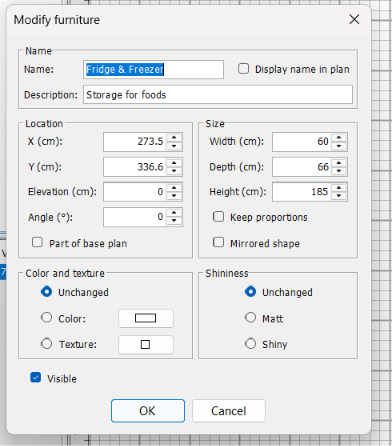 Modify furniture
Name
Name: Fridge & Freezer Display name in plan
Description: Storage for foods
Location Size
X (cm): 273.5 Width (cm): 60
Y (cm): 336.6 Depth (cm): 66
Elevation (cm): 0 Height (cm): 185
Angle (°): 0 Keep proportions
Part of base plan Mirrored shape
Color and texture Shininess
Unchanged Unchanged
Color: Matt
Texture: Shiny
Visible
OK Cancel